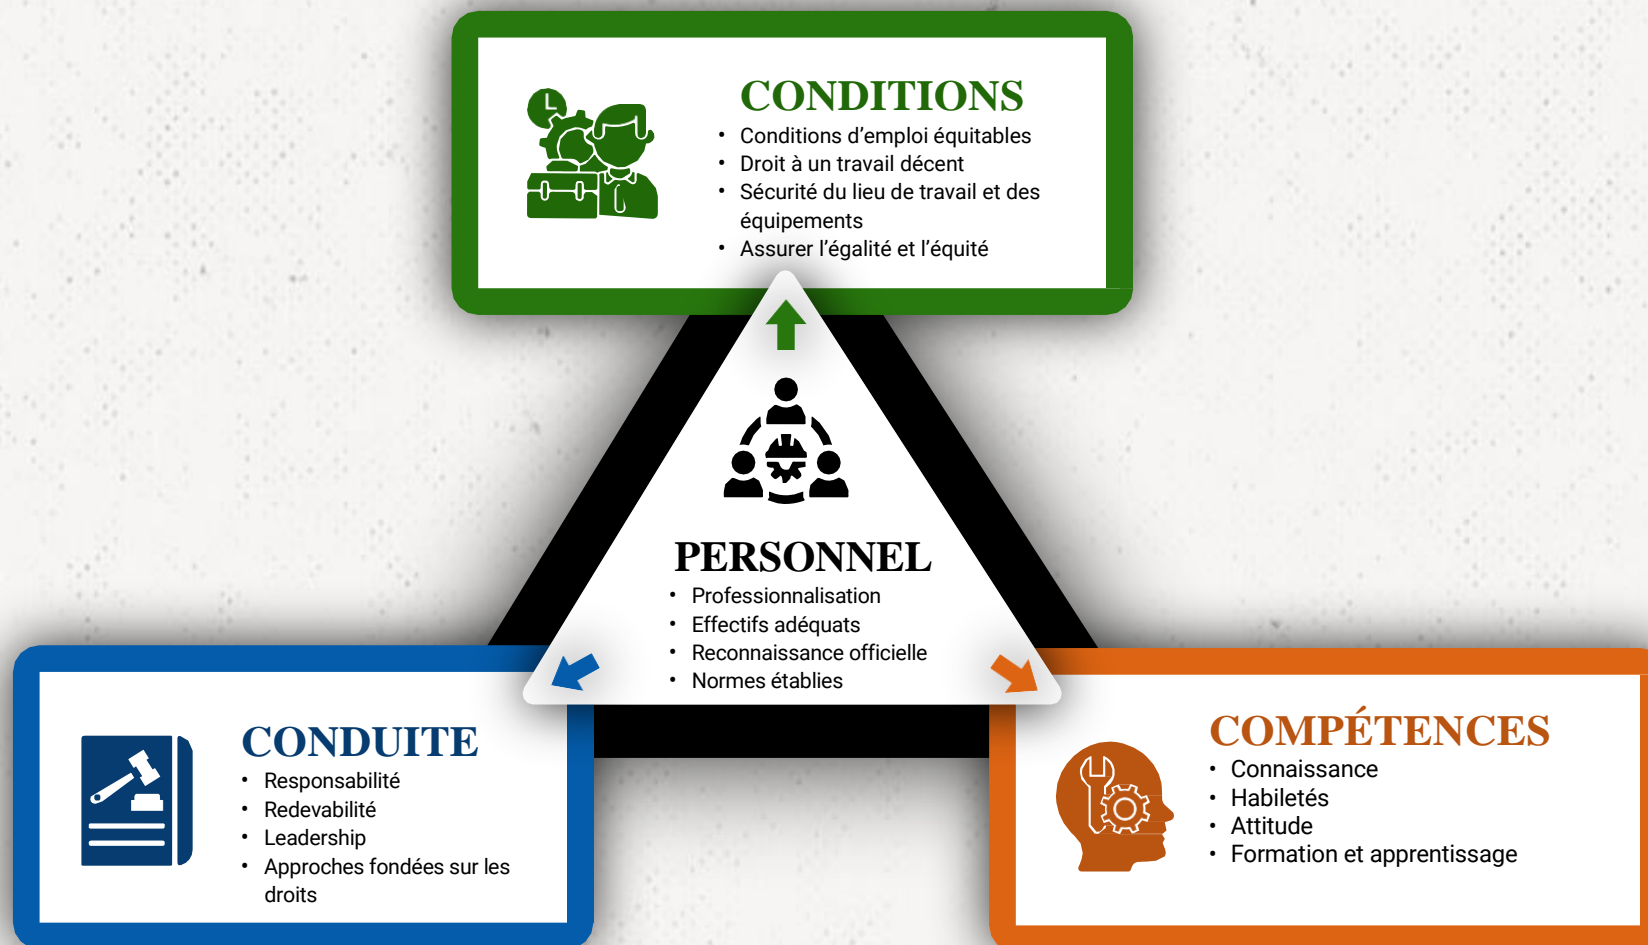 CONDITIONS
• Conditions d’emploi équitables
• Droit à un travail décent
• Sécurité du lieu de travail et des
équipements
• Assurer l’égalité et l’équité
PERSONNEL
• Professionnalisation
• Effectifs adéquats
• Reconnaissance officielle
• Normes établies
CONDUITE
• Responsabilité
• Redevabilité
• Leadership
• Approches fondées sur les
droits
COMPÉTENCES
• Connaissance
• Habiletés
• Attitude
• Formation et apprentissage